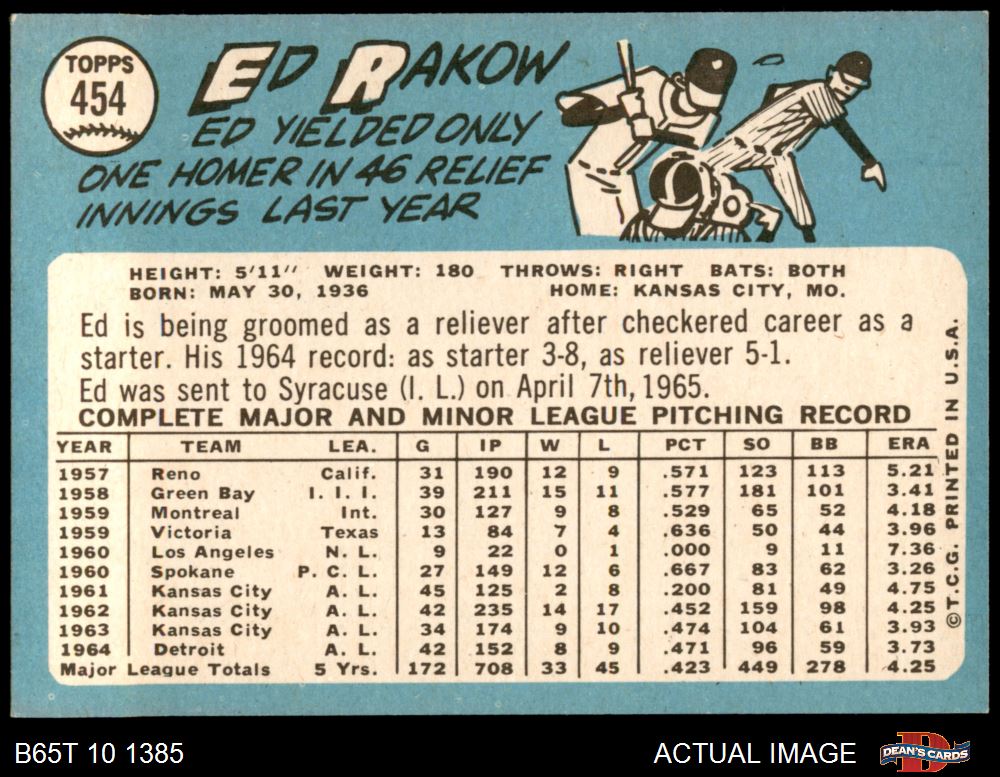 TOPPS
454
ED RAKOW
ED YIELDED ONLY
ONE HOMER IN 46 RELIEF
INNINGS LAST YEAR
HEIGHT: 5'11" WEIGHT: 180 THROWS: RIGHT BATS: BOTH
BORN: MAY 30, 1936 HOME: KANSAS CITY, MO.
Ed is being groomed as a reliever after checkered career as a
starter. His 1964 record: as starter 3-8, as reliever 5-1.
Ed was sent to Syracuse (I. L.) on April 7th, 1965.
COMPLETE MAJOR AND MINOR LEAGUE PITCHING RECORD
YEAR TEAM LEA. G IP W L PCT SO BB ERA
1957 Reno Calif. 31 190 12 9 .571 123 113 5.21
1958 Green Bay I. I. I. 39 211 15 11 .577 181 101 3.41
1959 Montreal Int. 30 127 9 8 .529 65 52 4.18
1959 Victoria Texas 13 84 7 4 .636 50 44 3.96
1960 Los Angeles N. L. 9 22 0 1 .000 9 11 7.36
1960 Spokane P. C. L. 27 149 12 6 .667 83 62 3.26
1961 Kansas City A. L. 45 125 2 8 .200 81 49 4.75
1962 Kansas City A. L. 42 235 14 17 .452 159 98 4.25
1963 Kansas City A. L. 34 174 9 10 .474 104 61 3.93
1964 Detroit A. L. 42 152 8 9 .471 96 59 3.73
Major League Totals 5 Yrs. 172 708 33 45 .423 449 278 4.25
©T.C.G. PRINTED IN U.S.A.
B65T 10 1385
ACTUAL IMAGE
DEAN'S CARDS